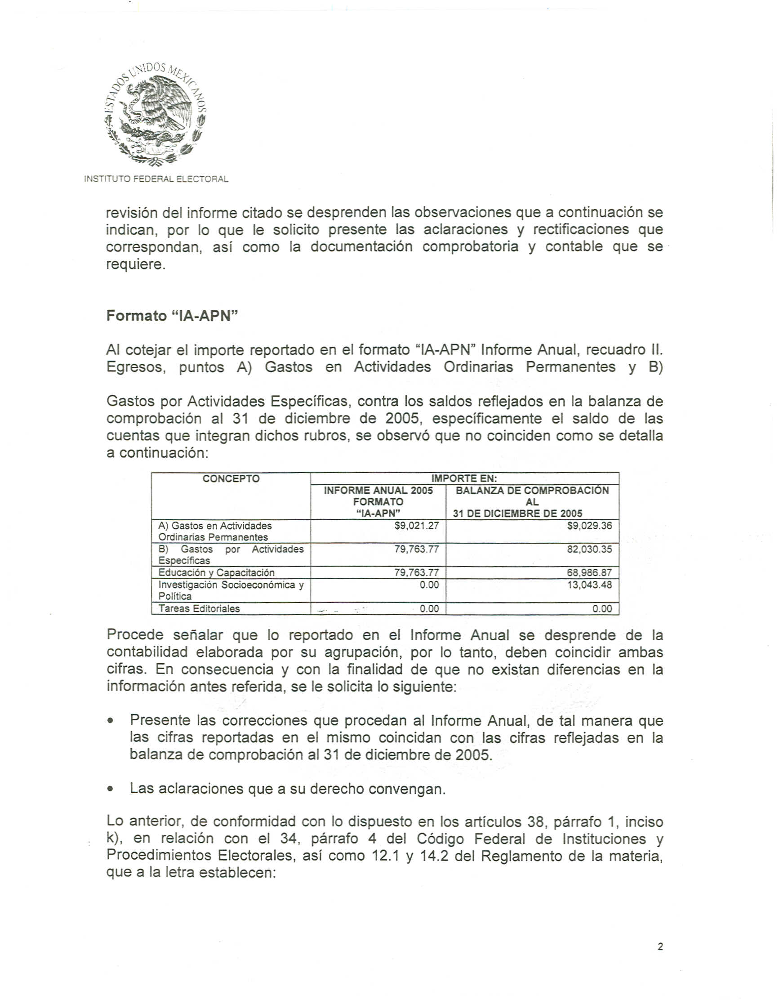 ESTADOS UNIDOS MEXICANOS
INSTITUTO FEDERAL ELECTORAL
revisión del informe citado se desprenden las observaciones que a continuación se
indican, por lo que le solicito presente las aclaraciones y rectificaciones que
correspondan, así como la documentación comprobatoria y contable que se
requiere.
Formato “IA-APN”
Al cotejar el importe reportado en el formato “IA-APN” Informe Anual, recuadro II.
Egresos, puntos A) Gastos en Actividades Ordinarias Permanentes y B)
Gastos por Actividades Específicas, contra los saldos reflejados en la balanza de
comprobación al 31 de diciembre de 2005, específicamente el saldo de las
cuentas que integran dichos rubros, se observó que no coinciden como se detalla
a continuación:
CONCEPTO IMPORTE EN:
INFORME ANUAL 2005 BALANZA DE COMPROBACIÓN
FORMATO AL
“IA-APN” 31 DE DICIEMBRE DE 2005
A) Gastos en Actividades $9,021.27 $9,029.36
Ordinarias Permanentes
B) Gastos por Actividades 79,763.77 82,030.35
Específicas
Educación y Capacitación 79,763.77 68,986.87
Investigación Socioeconómica y 0.00 13,043.48
Política
Tareas Editoriales 0.00 0.00
Procede señalar que lo reportado en el Informe Anual se desprende de la
contabilidad elaborada por su agrupación, por lo tanto, deben coincidir ambas
cifras. En consecuencia y con la finalidad de que no existan diferencias en la
información antes referida, se le solicita lo siguiente:
• Presente las correcciones que procedan al Informe Anual, de tal manera que
las cifras reportadas en el mismo coincidan con las cifras reflejadas en la
balanza de comprobación al 31 de diciembre de 2005.
• Las aclaraciones que a su derecho convengan.
Lo anterior, de conformidad con lo dispuesto en los artículos 38, párrafo 1, inciso
k), en relación con el 34, párrafo 4 del Código Federal de Instituciones y
Procedimientos Electorales, así como 12.1 y 14.2 del Reglamento de la materia,
que a la letra establecen:
2